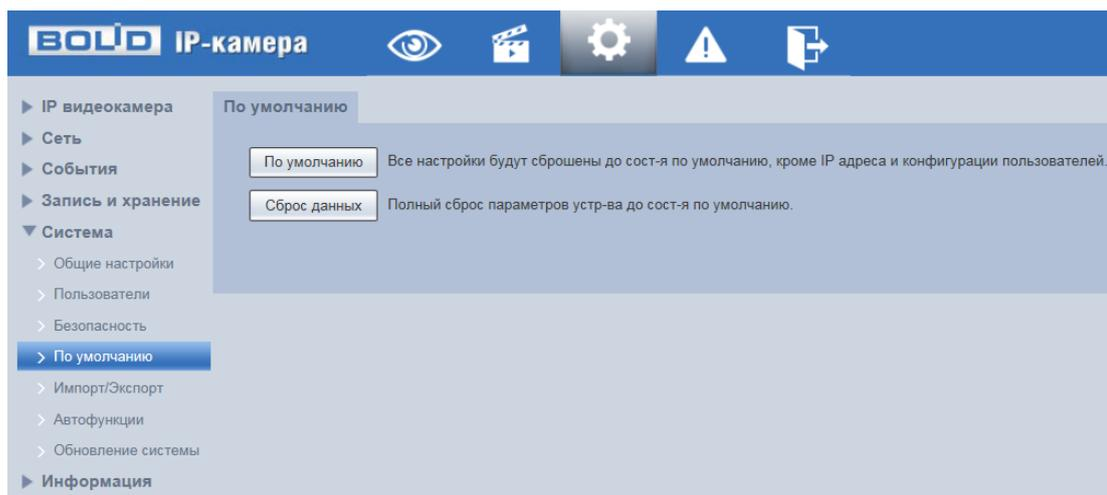 BOLID IP-камера
IP видеокамера
Сеть
События
Запись и хранение
Система
Общие настройки
Пользователи
Безопасность
По умолчанию
Импорт/Экспорт
Автофункции
Обновление системы
Информация
По умолчанию
По умолчанию Все настройки будут сброшены до сост-я по умолчанию, кроме IP адреса и конфигурации пользователей.
Сброс данных Полный сброс параметров устр-ва до сост-я по умолчанию.